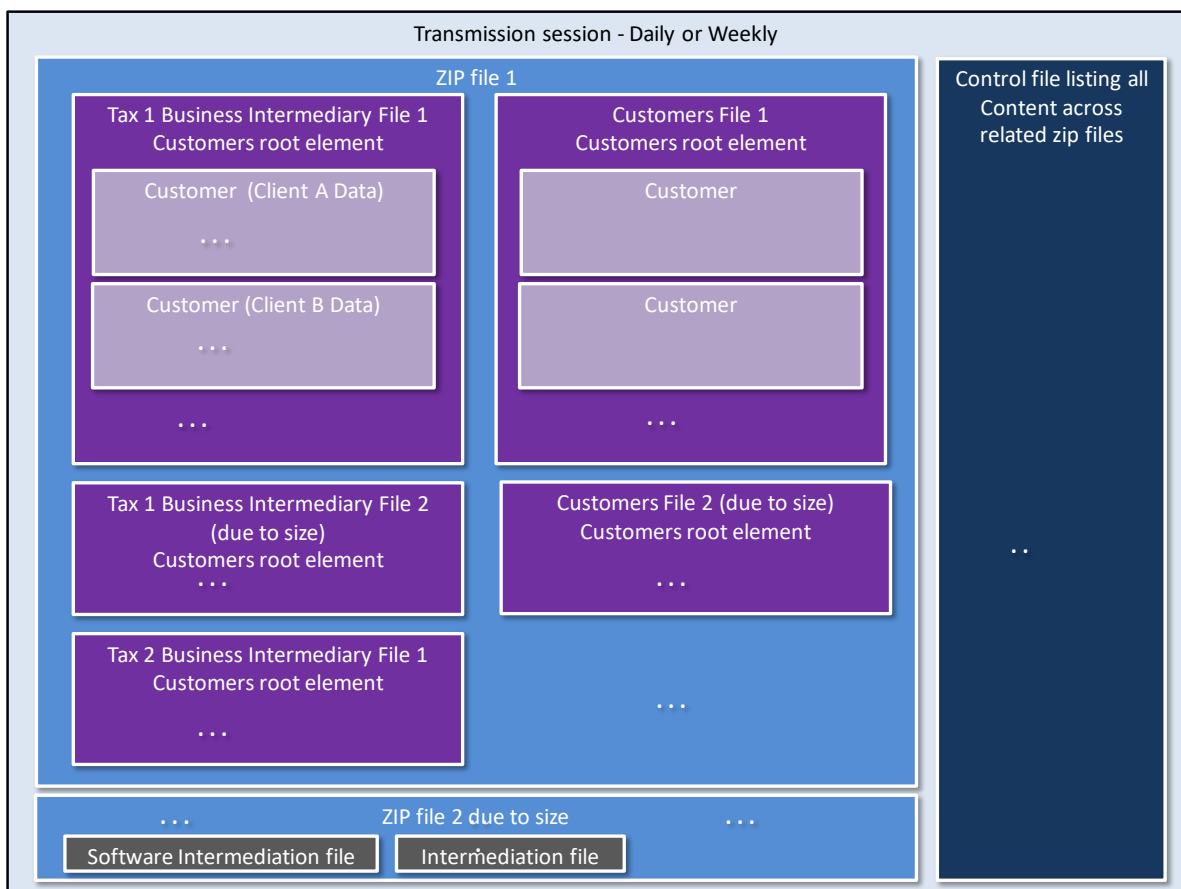 Transmission session - Daily or Weekly
ZIP file 1
Tax 1 Business Intermediary File 1
Customers root element
Customer (Client A Data)
. . .
Customer (Client B Data)
. . .
. . .
Customers File 1
Customers root element
Customer
Customer
. . .
Tax 1 Business Intermediary File 2
(due to size)
Customers root element
. . .
Customers File 2 (due to size)
Customers root element
. . .
Tax 2 Business Intermediary File 1
Customers root element
. . .
. . .
Control file listing all
Content across
related zip files
. .
. . .
ZIP file 2 due to size
. . .
Software Intermediation file
Intermediation file